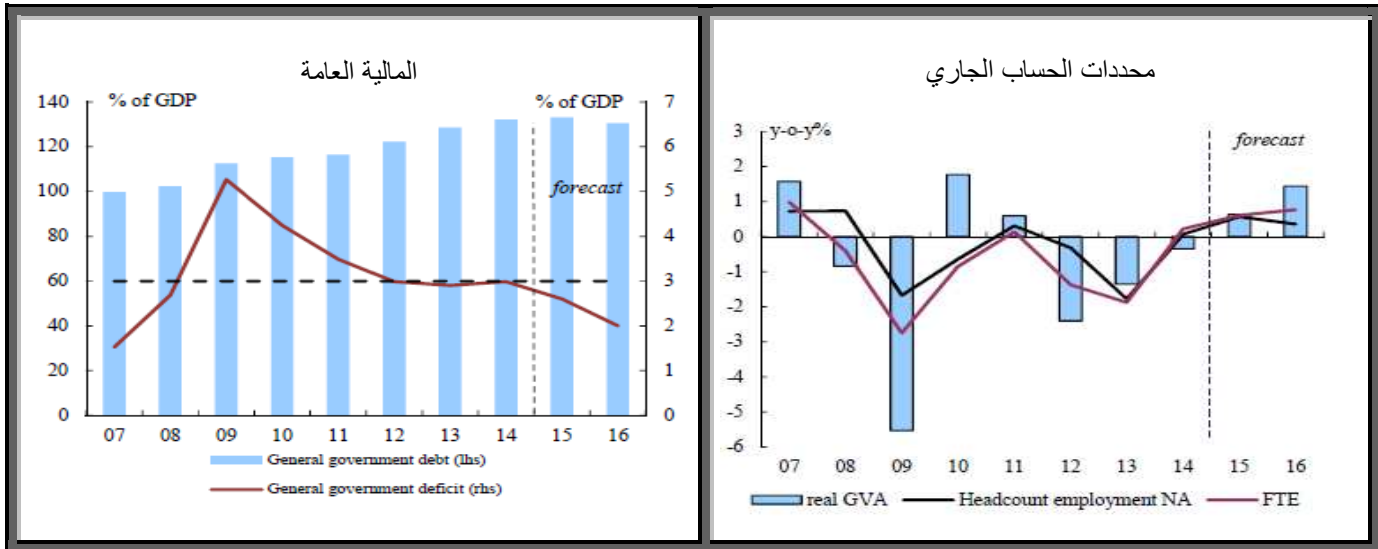 المالية العامة
% of GDP
% of GDP
140
120
100
80
60
40
20
0
7
6
5
4
3
2
1
0
forecast
07 08 09 10 11 12 13 14 15 16
General government debt (lhs)
General government deficit (rhs)
محددات الحساب الجاري
y-o-y%
forecast
3
2
1
0
-1
-2
-3
-4
-5
-6
07 08 09 10 11 12 13 14 15 16
real GVA Headcount employment NA FTE